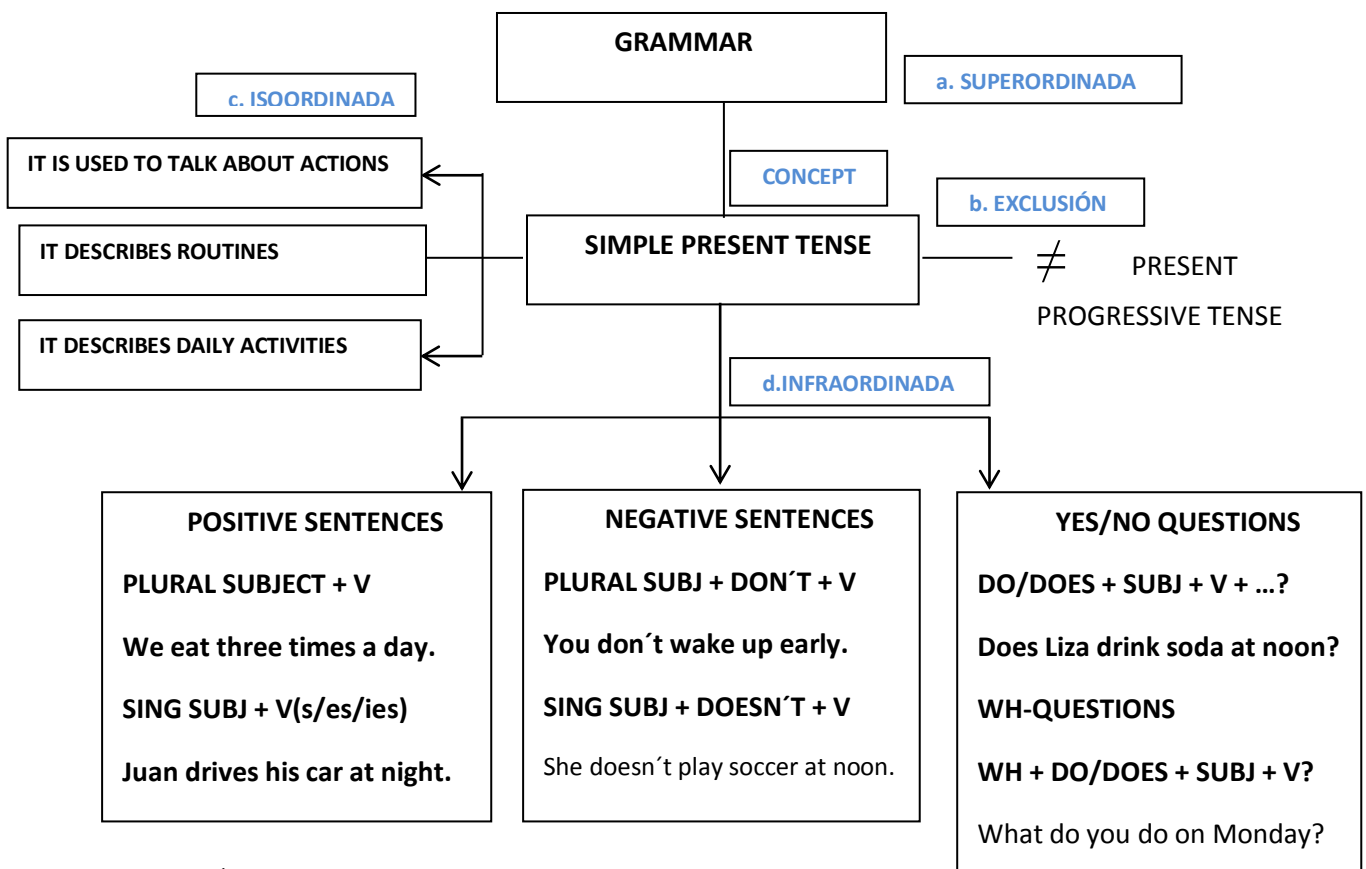 GRAMMAR
a. SUPERORDINADA
c. ISOORDINADA
IT IS USED TO TALK ABOUT ACTIONS
CONCEPT
b. EXCLUSIÓN
IT DESCRIBES ROUTINES
SIMPLE PRESENT TENSE
≠ PRESENT
PROGRESSIVE TENSE
IT DESCRIBES DAILY ACTIVITIES
d.INFRAORDINADA
POSITIVE SENTENCES
PLURAL SUBJECT + V
We eat three times a day.
SING SUBJ + V(s/es/ies)
Juan drives his car at night.
NEGATIVE SENTENCES
PLURAL SUBJ + DON´T + V
You don´t wake up early.
SING SUBJ + DOESN´T + V
She doesn´t play soccer at noon.
YES/NO QUESTIONS
DO/DOES + SUBJ + V + …?
Does Liza drink soda at noon?
WH-QUESTIONS
WH + DO/DOES + SUBJ + V?
What do you do on Monday?